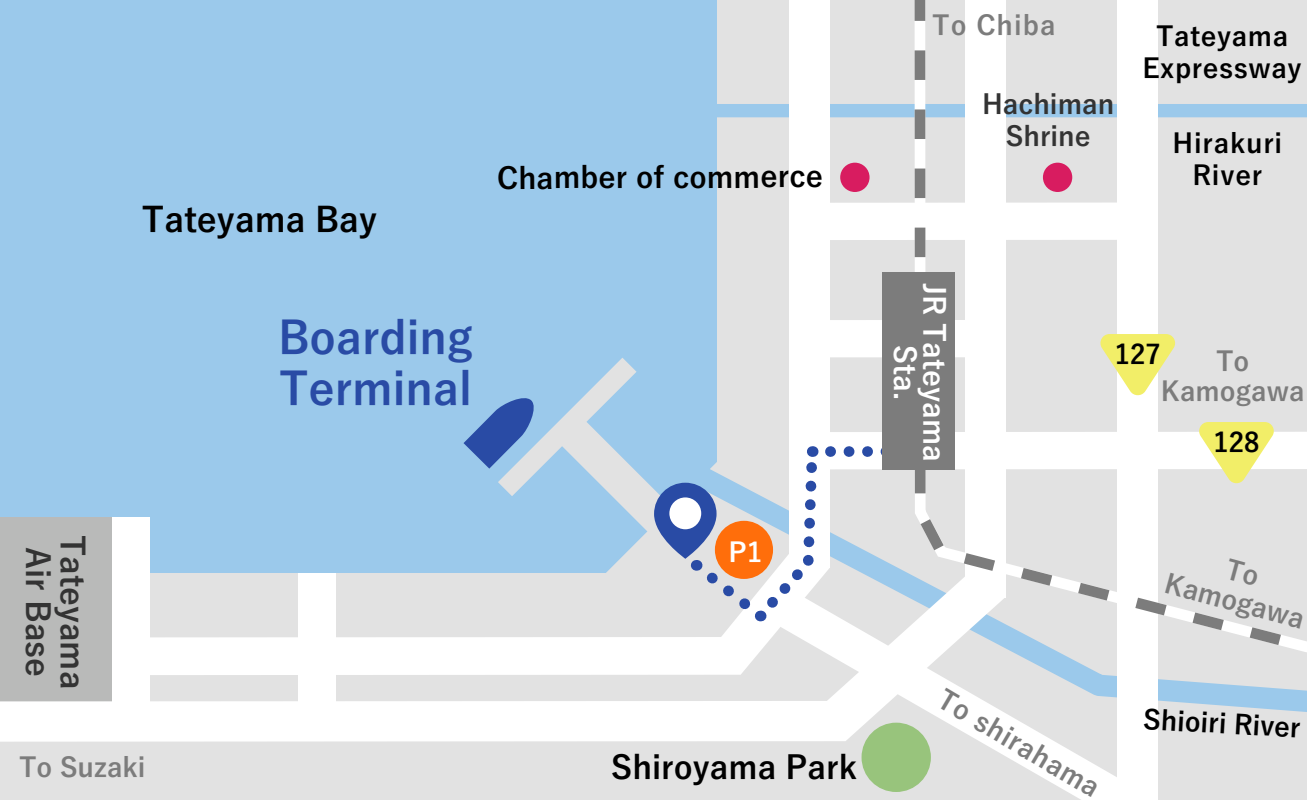 To Chiba
Tateyama
Expressway
Hachiman
Shrine
Hirakuri
River
Chamber of commerce
Tateyama Bay
Boarding
Terminal
JR Tateyama
Sta.
127
To
Kamogawa
128
P1
Tateyama
Air Base
To
Kamogawa
To shirahama
Shioiri River
Shiroyama Park
To Suzaki